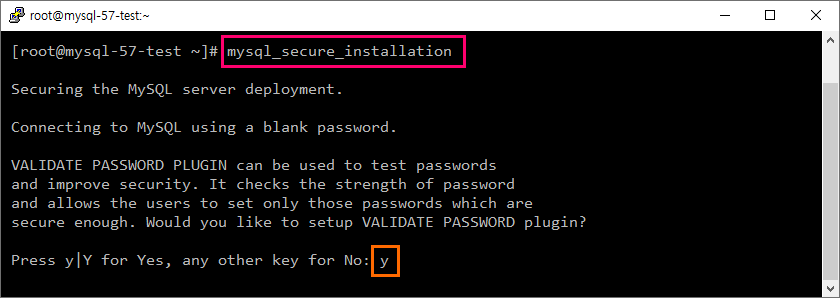 root@mysql-57-test:~
[root@mysql-57-test ~]# mysql_secure_installation
Securing the MySQL server deployment.
Connecting to MySQL using a blank password.
VALIDATE PASSWORD PLUGIN can be used to test passwords
and improve security. It checks the strength of password
and allows the users to set only those passwords which are
secure enough. Would you like to setup VALIDATE PASSWORD plugin?
Press y|Y for Yes, any other key for No: y